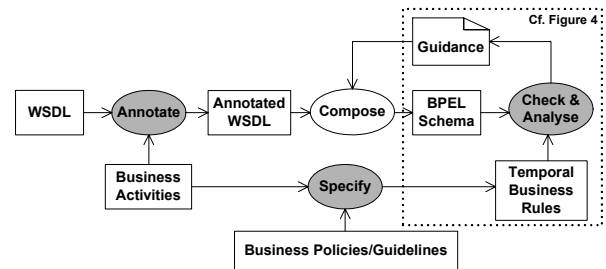 Cf. Figure 4
Guidance
WSDL
Annotate
Annotated
WSDL
Compose
BPEL
Schema
Check &
Analyse
Business
Activities
Specify
Temporal
Business
Rules
Business Policies/Guidelines